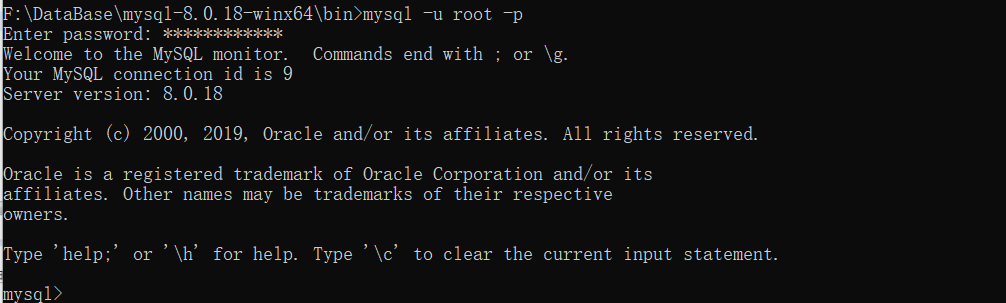 F:\DataBase\mysql-8.0.18-winx64\bin>mysql -u root -p
Enter password: ************
Welcome to the MySQL monitor.  Commands end with ; or \g.
Your MySQL connection id is 9
Server version: 8.0.18
Copyright (c) 2000, 2019, Oracle and/or its affiliates. All rights reserved.
Oracle is a registered trademark of Oracle Corporation and/or its
affiliates. Other names may be trademarks of their respective
owners.
Type 'help;' or '\h' for help. Type '\c' to clear the current input statement.
mysql>